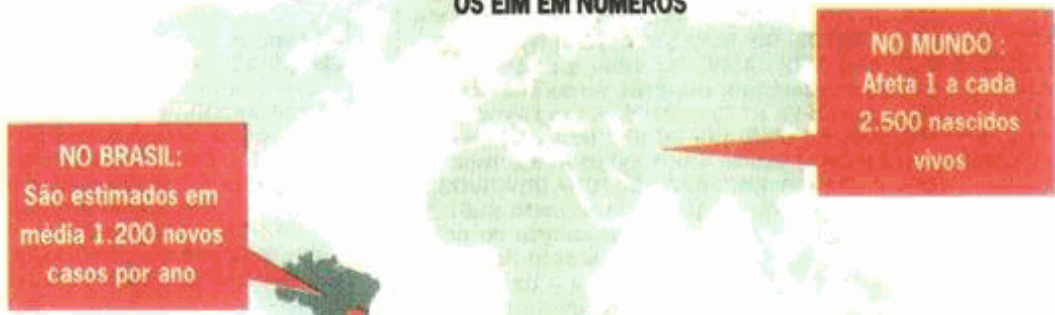 OS EIM EM NÚMEROS
NO MUNDO :
Afeta 1 a cada
2.500 nascidos
vivos
NO BRASIL:
São estimados em
média 1.200 novos
casos por ano